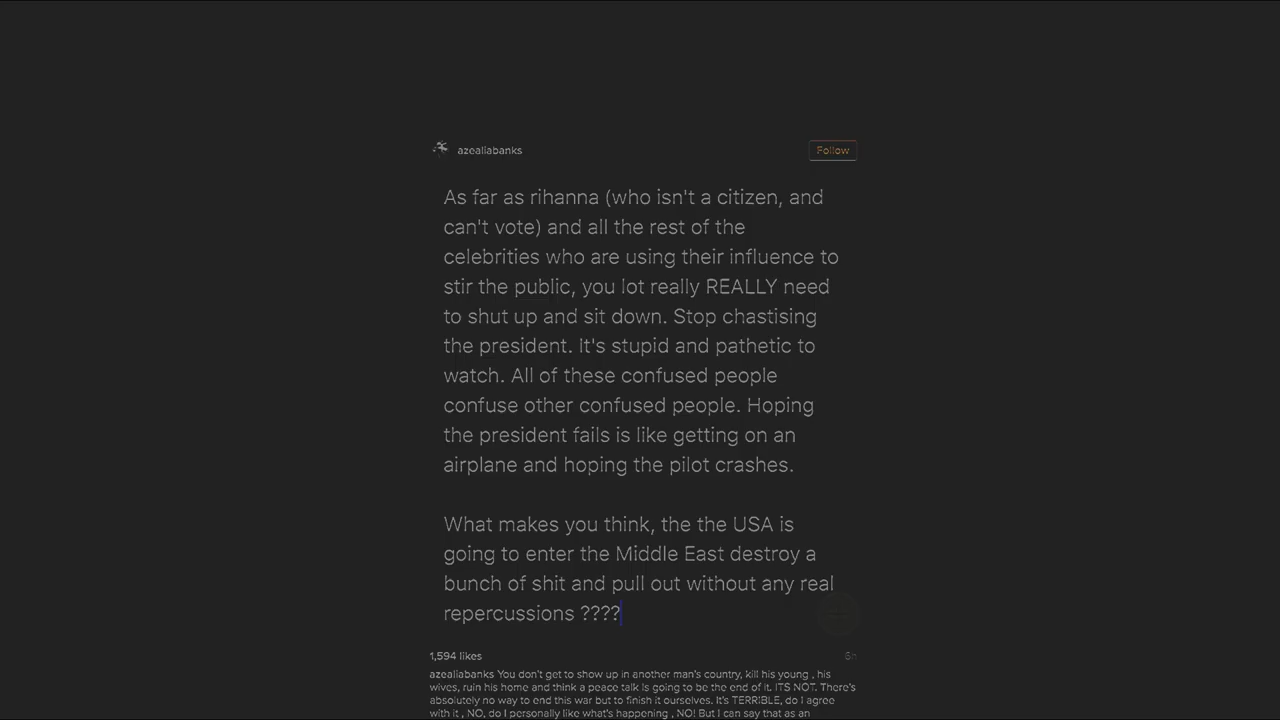 azealiabanks
Follow
As far as rihanna (who isn't a citizen, and
can't vote) and all the rest of the
celebrities who are using their influence to
stir the public, you lot really REALLY need
to shut up and sit down. Stop chastising
the president. It's stupid and pathetic to
watch. All of these confused people
confuse other confused people. Hoping
the president fails is like getting on an
airplane and hoping the pilot crashes.
What makes you think, the the USA is
going to enter the Middle East destroy a
bunch of shit and pull out without any real
repercussions ????
1,594 likes
azealiabanks You don't get to show up in another man's country, kill his young , his
wives, ruin his home and think a peace talk is going to be the end of it. ITS NOT. There's
absolutely no way to end this war but to finish it ourselves. It's TERRIBLE, do I agree
with it , NO, do I personally like what's happening , NO! But I can say that as an